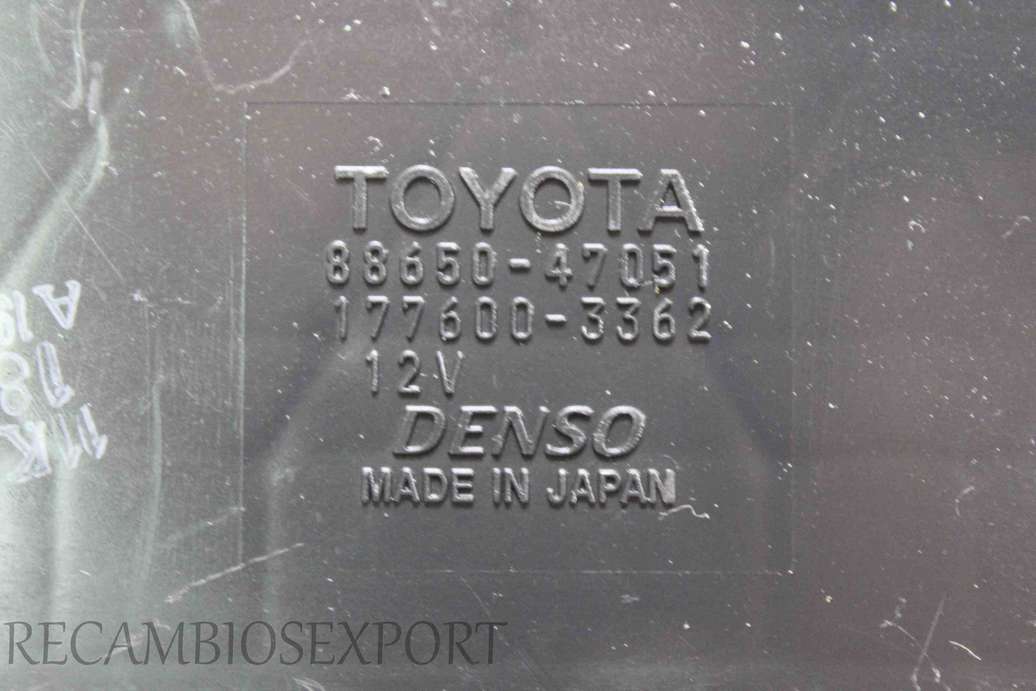 TOYOTA
88650-47051
177600-3362
12V
DENSO
MADE IN JAPAN
RECAMBIOSEXPORT